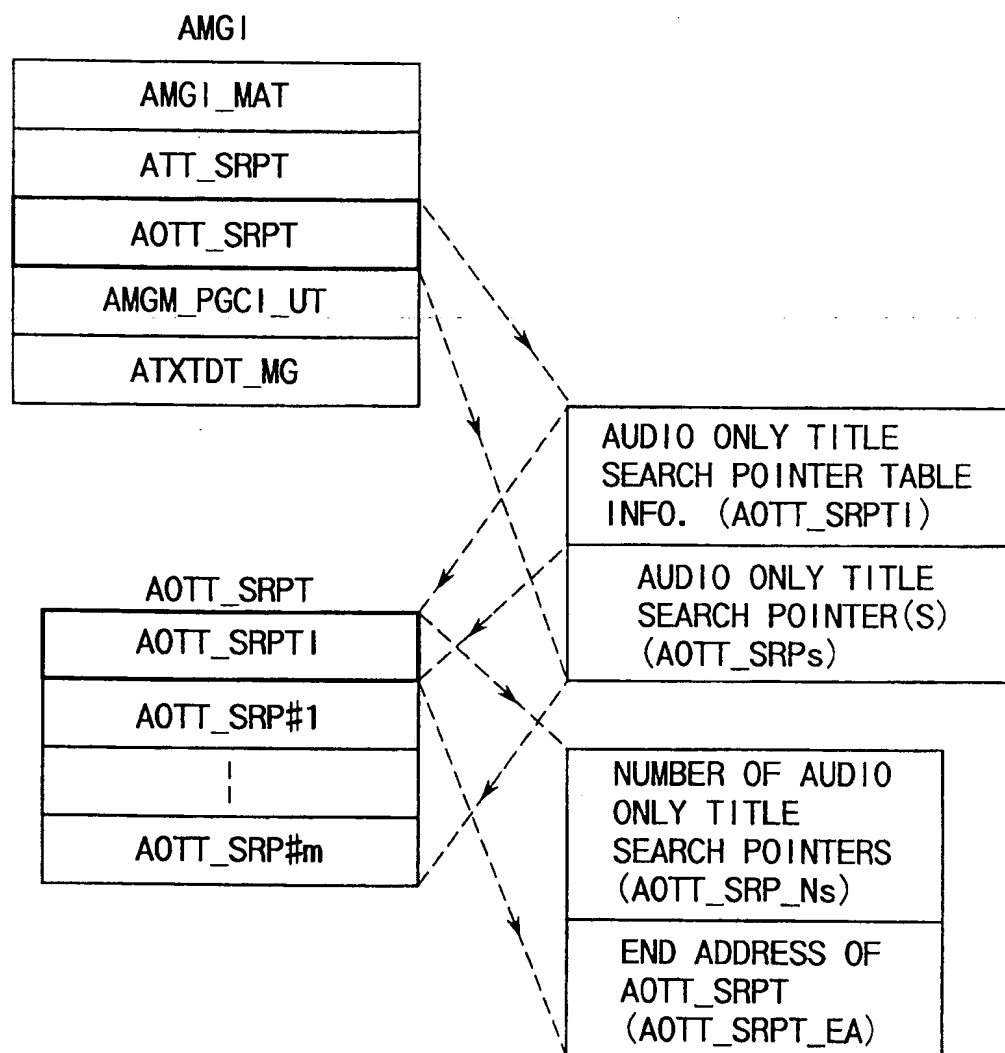 AMGI
AMGI_MAT
ATT_SRPT
AOTT_SRPT
AMGM_PGCI_UT
ATXTDT_MG
AUDIO ONLY TITLE
SEARCH POINTER TABLE
INFO. (AOTT_SRPTI)
AUDIO ONLY TITLE
SEARCH POINTER(S)
(AOTT_SRPs)
AOTT_SRPT
AOTT_SRPTI
AOTT_SRP#1
AOTT_SRP#m
NUMBER OF AUDIO
ONLY TITLE
SEARCH POINTERS
(AOTT_SRP_Ns)
END ADDRESS OF
AOTT_SRPT
(AOTT_SRPT_EA)